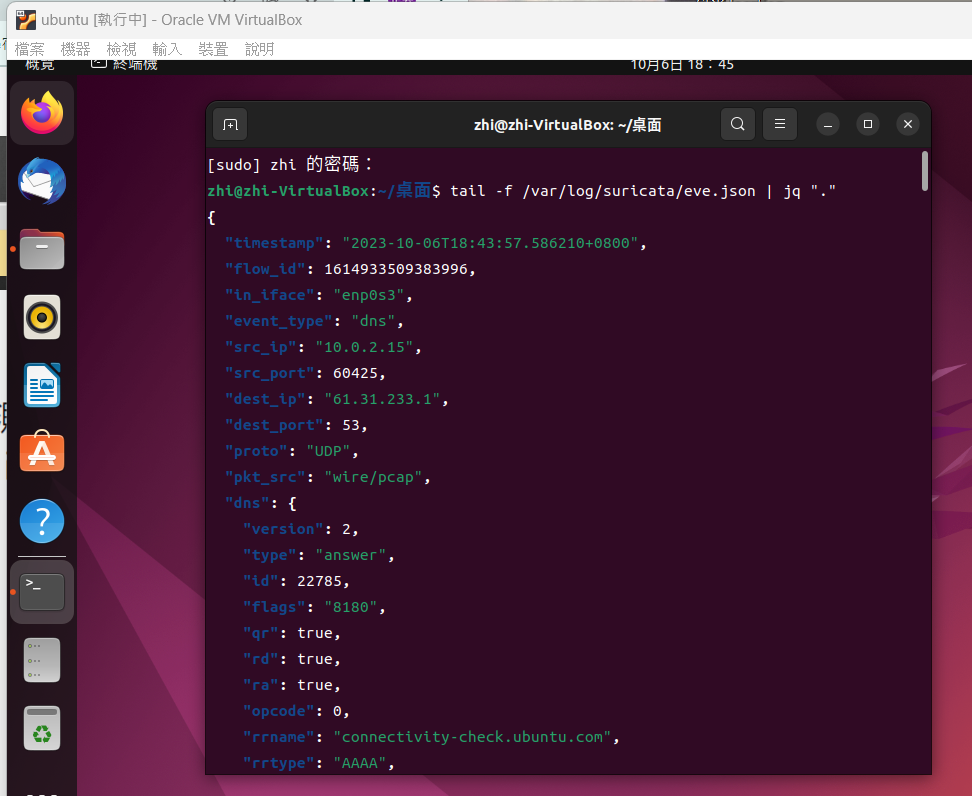 ubuntu [執行中] - Oracle VM VirtualBox
檔案 機器 檢視 輸入 裝置 說明
概覽 終端機 10月6日 18：45
zhi@zhi-VirtualBox: ~/桌面
[sudo] zhi 的密碼：
zhi@zhi-VirtualBox:~/桌面$ tail -f /var/log/suricata/eve.json | jq "."
{
"timestamp": "2023-10-06T18:43:57.586210+0800",
"flow_id": 1614933509383996,
"in_iface": "enp0s3",
"event_type": "dns",
"src_ip": "10.0.2.15",
"src_port": 60425,
"dest_ip": "61.31.233.1",
"dest_port": 53,
"proto": "UDP",
"pkt_src": "wire/pcap",
"dns": {
"version": 2,
"type": "answer",
"id": 22785,
"flags": "8180",
"qr": true,
"rd": true,
"ra": true,
"opcode": 0,
"rrname": "connectivity-check.ubuntu.com",
"rrtype": "AAAA",